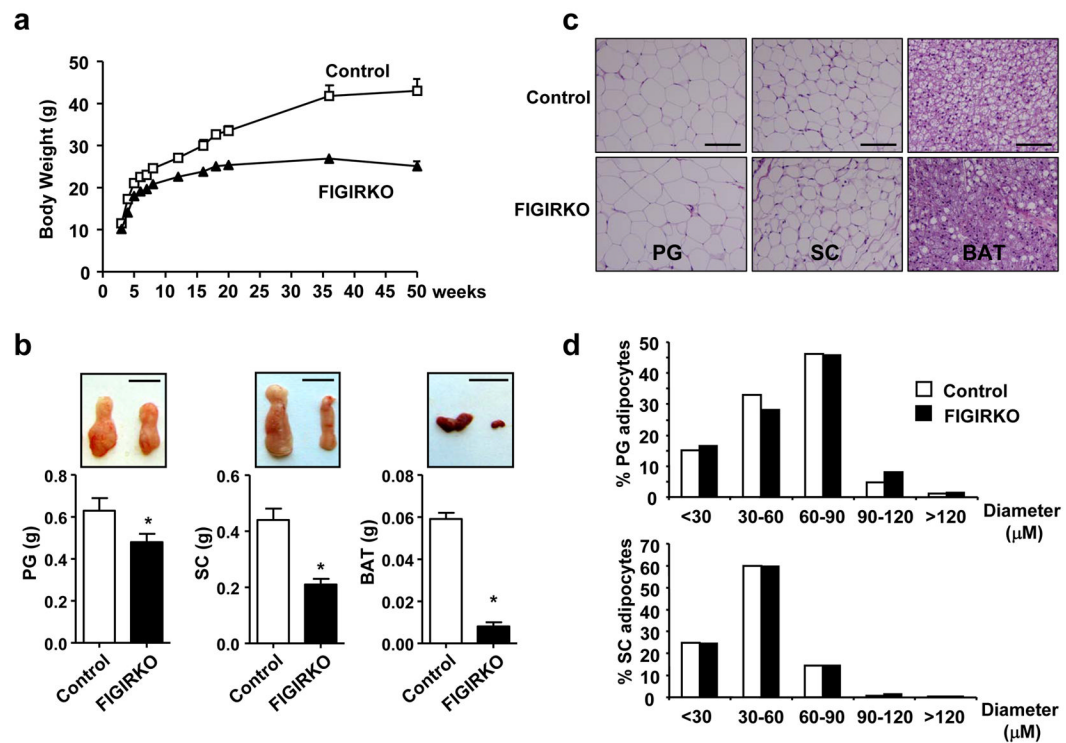 a
Body Weight (g)
50
40
30
20
10
0
0 5 10 15 20 25 30 35 40 45 50 weeks
Control
FIGIRKO
b
PG (g)
0.8
0.6
0.4
0.2
0.0
*
Control
FIGIRKO
SC (g)
0.6
0.4
0.2
0.0
*
Control
FIGIRKO
BAT (g)
0.08
0.06
0.04
0.02
0.00
*
Control
FIGIRKO
c
Control
FIGIRKO
PG
SC
BAT
d
% PG adipocytes
50
40
30
20
10
0
Control
FIGIRKO
<30 30-60 60-90 90-120 >120 Diameter
(μM)
% SC adipocytes
70
60
50
40
30
20
10
0
<30 30-60 60-90 90-120 >120 Diameter
(μM)